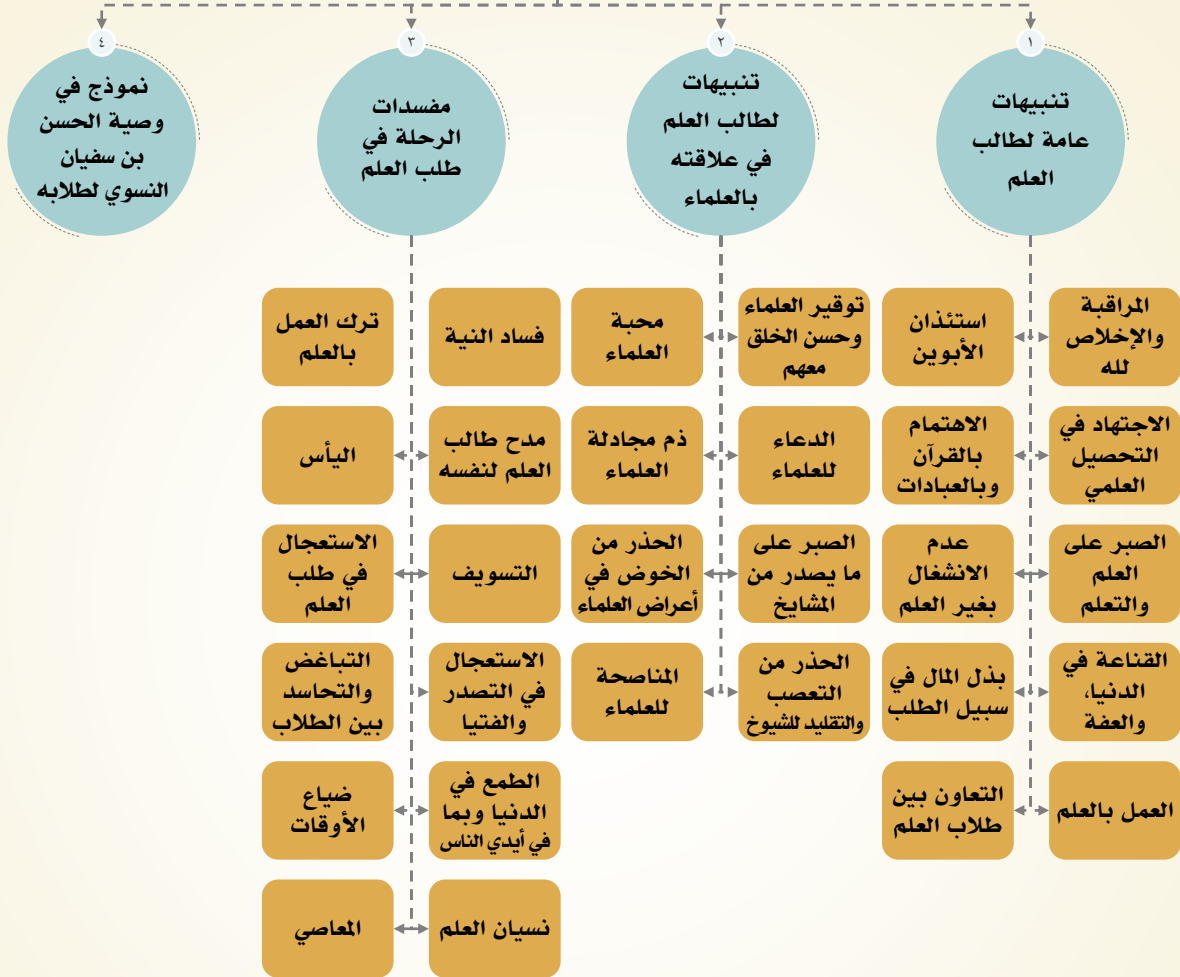 ١
تنبيهات
عامة لطالب
العلم
المراقبة
والإخلاص
لله
استئذان
الأبوين
الاجتهاد في
التحصيل
العلمي
الاهتمام
بالقرآن
وبالعبادات
الصبر على
العلم
والتعلم
عدم
الانشغال
بغير العلم
القناعة في
الدنيا،
والعفة
بذل المال في
سبيل الطلب
العمل بالعلم
التعاون بين
طلاب العلم
٢
تنبيهات
لطالب العلم
في علاقته
بالعلماء
توقير العلماء
وحسن الخلق
معهم
محبة
العلماء
الدعاء
للعلماء
ذم مجادلة
العلماء
الصبر على
ما يصدر من
المشايخ
الحذر من
الخوض في
أعراض العلماء
الحذر من
التعصب
والتقليد للشيوخ
المناصحة
للعلماء
٣
مفسدات
الرحلة في
طلب العلم
فساد النية
ترك العمل
بالعلم
مدح طالب
العلم لنفسه
اليأس
التسويف
الاستعجال
في طلب
العلم
الاستعجال
في التصدر
والفتيا
التباغض
والتحاسد
بين الطلاب
الطمع في
الدنيا وبما
في أيدي الناس
ضياع
الأوقات
نسيان العلم
المعاصي
٤
نموذج في
وصية الحسن
بن سفيان
النسوي لطلابه